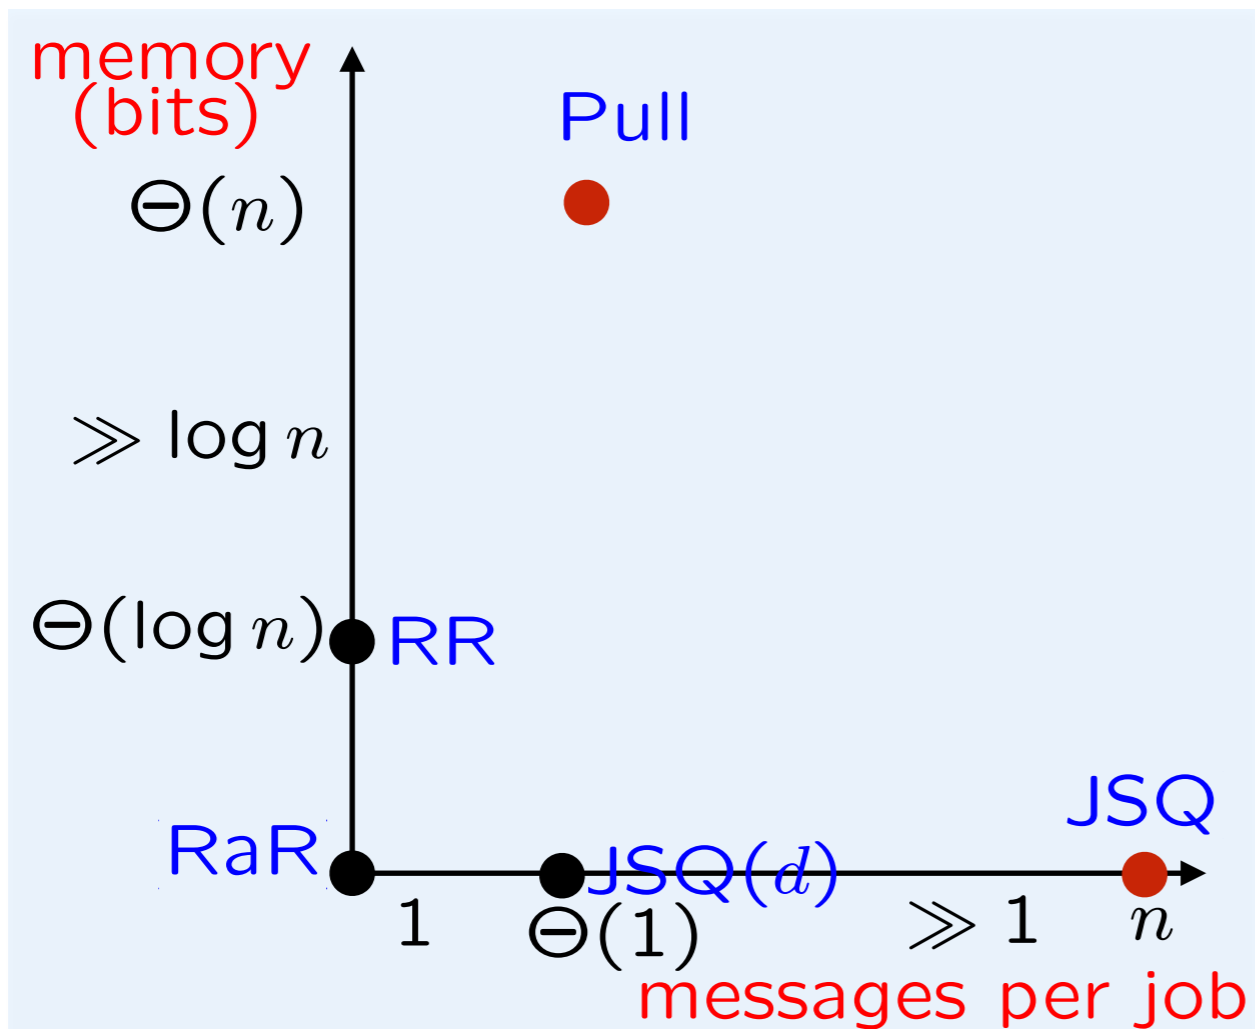 memory
(bits)
Pull
Θ(n)
≫ log n
Θ(log n)
RR
JSQ
RaR
JSQ(d)
1
Θ(1)
≫ 1
n
messages per job